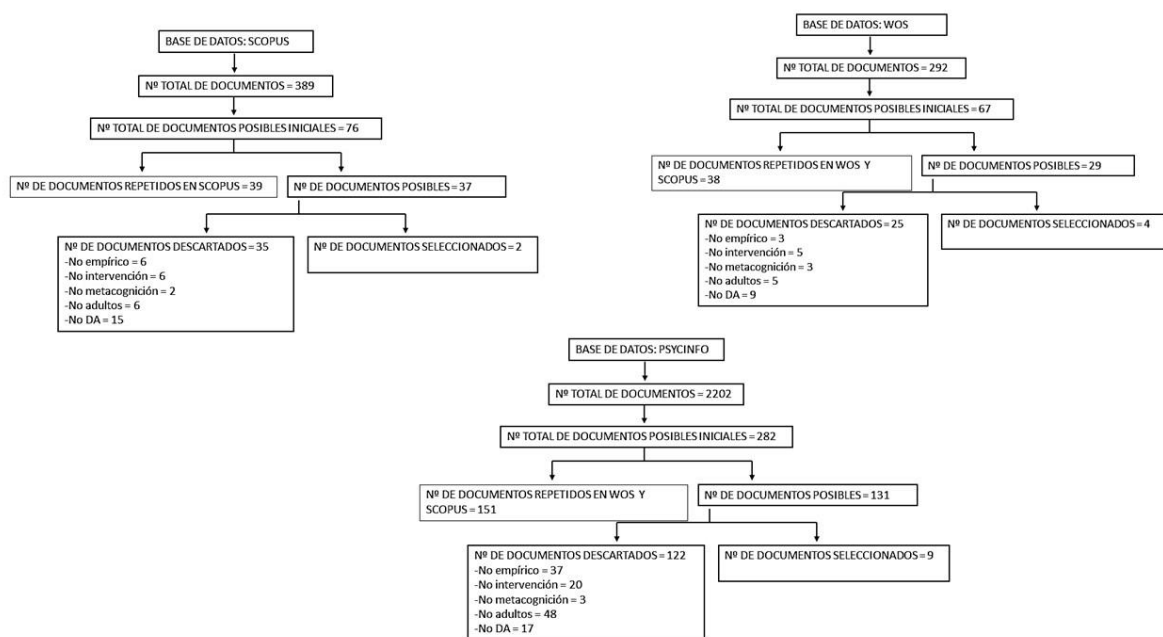 BASE DE DATOS: SCOPUS
Nº TOTAL DE DOCUMENTOS = 389
Nº TOTAL DE DOCUMENTOS POSIBLES INICIALES = 76
Nº DE DOCUMENTOS REPETIDOS EN SCOPUS = 39
Nº DE DOCUMENTOS POSIBLES = 37
Nº DE DOCUMENTOS DESCARTADOS = 35
-No empírico = 6
-No intervención = 6
-No metacognición = 2
-No adultos = 6
-No DA = 15
Nº DE DOCUMENTOS SELECCIONADOS = 2
BASE DE DATOS: WOS
Nº TOTAL DE DOCUMENTOS = 292
Nº TOTAL DE DOCUMENTOS POSIBLES INICIALES = 67
Nº DE DOCUMENTOS REPETIDOS EN WOS Y
SCOPUS = 38
Nº DE DOCUMENTOS POSIBLES = 29
Nº DE DOCUMENTOS DESCARTADOS = 25
-No empírico = 3
-No intervención = 5
-No metacognición = 3
-No adultos = 5
-No DA = 9
Nº DE DOCUMENTOS SELECCIONADOS = 4
BASE DE DATOS: PSYCINFO
Nº TOTAL DE DOCUMENTOS = 2202
Nº TOTAL DE DOCUMENTOS POSIBLES INICIALES = 282
Nº DE DOCUMENTOS REPETIDOS EN WOS Y
SCOPUS = 151
Nº DE DOCUMENTOS POSIBLES = 131
Nº DE DOCUMENTOS DESCARTADOS = 122
-No empírico = 37
-No intervención = 20
-No metacognición = 3
-No adultos = 48
-No DA = 17
Nº DE DOCUMENTOS SELECCIONADOS = 9